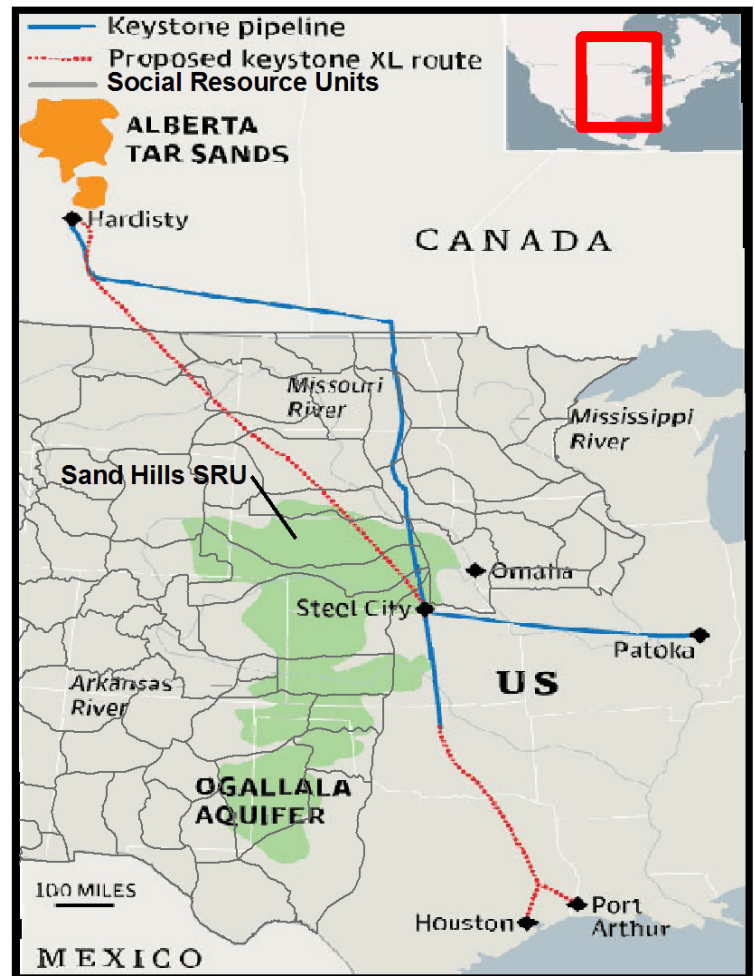 Keystone pipeline
Proposed keystone XL route
Social Resource Units
ALBERTA
TAR SANDS
Hardisty
CANADA
Missouri
River
Mississippi
River
Sand Hills SRU
Omaha
Steel City
Patoka
US
Arkansas
River
OGALLALA
AQUIFER
100 MILES
Houston
Port
Arthur
MEXICO